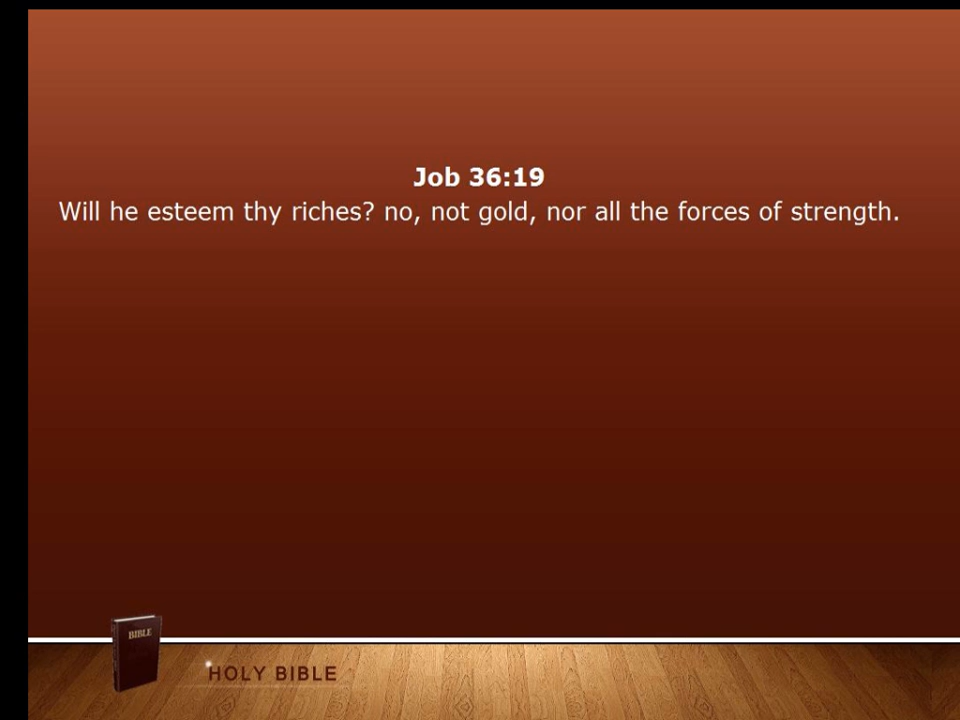 Job 36:19
Will he esteem thy riches? no, not gold, nor all the forces of strength.
BIBLE
HOLY BIBLE